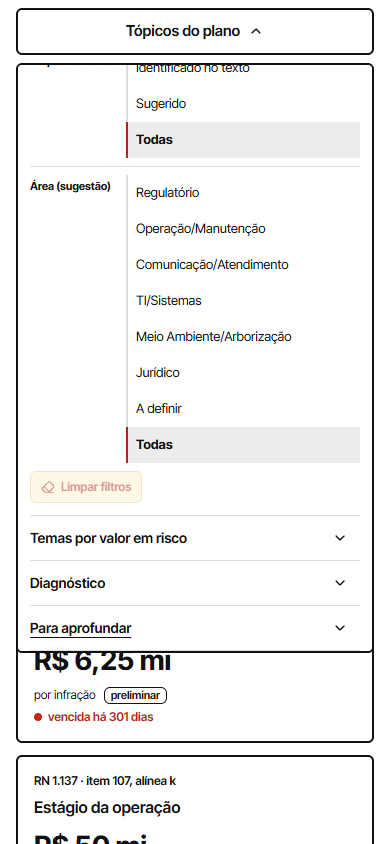 Tópicos do plano
Identificado no texto
Sugerido
Todas
Área (sugestão)
Regulatório
Operação/Manutenção
Comunicação/Atendimento
TI/Sistemas
Meio Ambiente/Arborização
Jurídico
A definir
Todas
Limpar filtros
Temas por valor em risco
Diagnóstico
Para aprofundar
R$ 6,25 mi
por infração preliminar
vencida há 301 dias
RN 1.137 · item 107, alínea k
Estágio da operação
R$ 50 mi